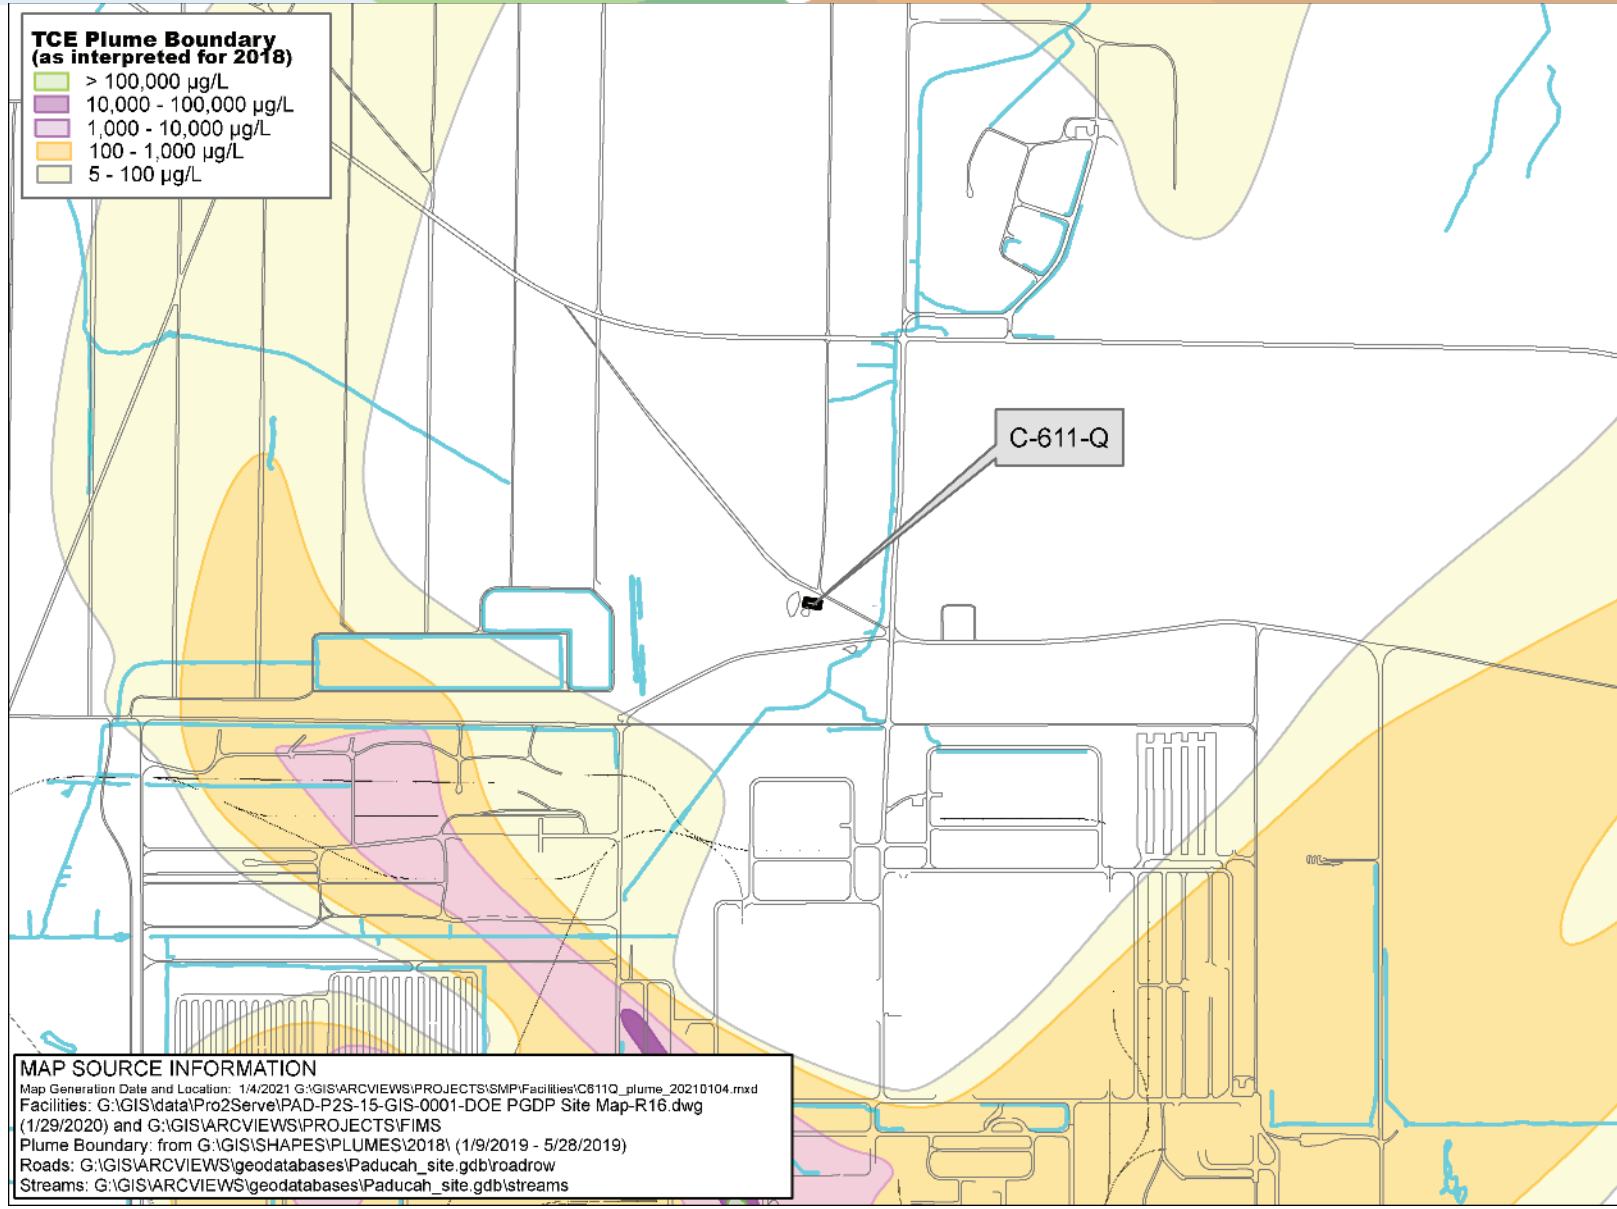 TCE Plume Boundary
(as interpreted for 2018)
> 100,000 µg/L
10,000 - 100,000 µg/L
1,000 - 10,000 µg/L
100 - 1,000 µg/L
5 - 100 µg/L
C-611-Q
MAP SOURCE INFORMATION
Map Generation Date and Location: 1/4/2021 G:\GIS\ARCVIEWS\PROJECTS\SMP\Facilities\C611Q_plume_20210104.mxd
Facilities: G:\GIS\data\Pro2Serve\PAD-P2S-15-GIS-0001-DOE PGDP Site Map-R16.dwg
(1/29/2020) and G:\GIS\ARCVIEWS\PROJECTS\FIMS
Plume Boundary: from G:\GIS\SHAPES\PLUMES\2018\ (1/9/2019 - 5/28/2019)
Roads: G:\GIS\ARCVIEWS\geodatabases\Paducah_site.gdb\roadrow
Streams: G:\GIS\ARCVIEWS\geodatabases\Paducah_site.gdb\streams